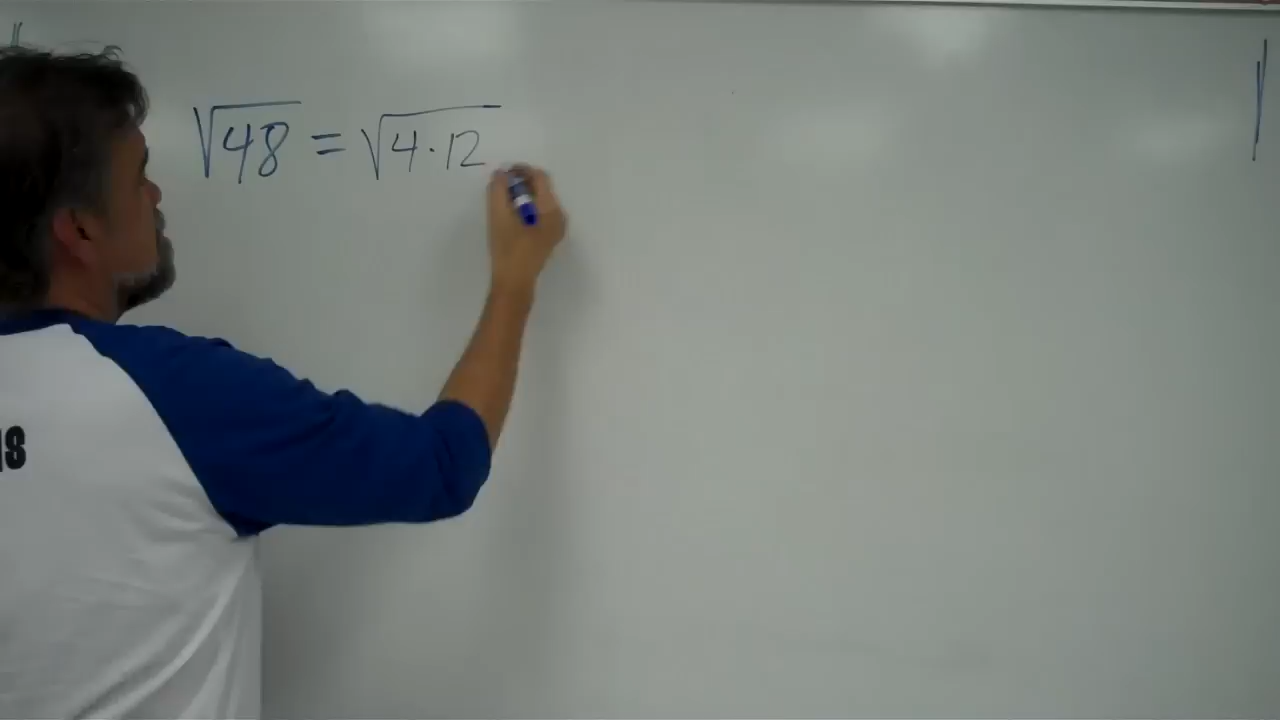 √48 = √4·12